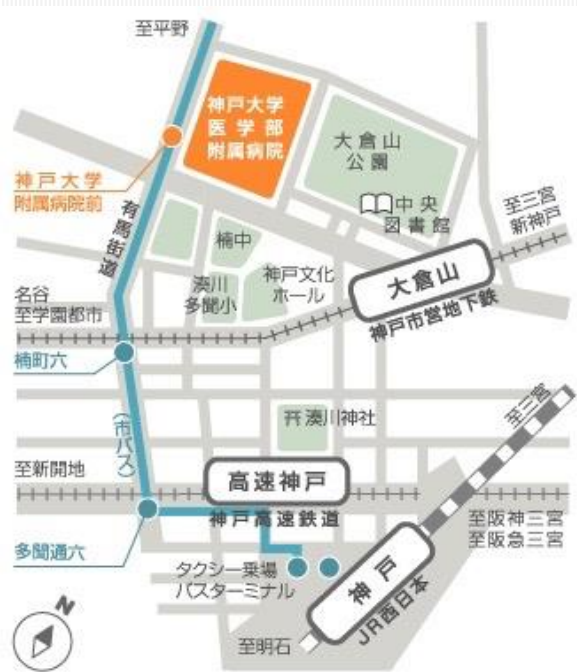 至平野
神戸大学
医学部
附属病院
大倉山
公園
神戸大学
附属病院前
中央
図書館
至三宮
新神戸
有馬街道
楠中
湊川
多聞小
神戸文化
ホール
大倉山
神戸市営地下鉄
名谷
至学園都市
楠町六
(市バス)
湊川神社
至三宮
至新開地
高速神戸
神戸高速鉄道
至阪神三宮
至阪急三宮
多聞通六
タクシー乗場
バスターミナル
神戸
JR西日本
至明石
N